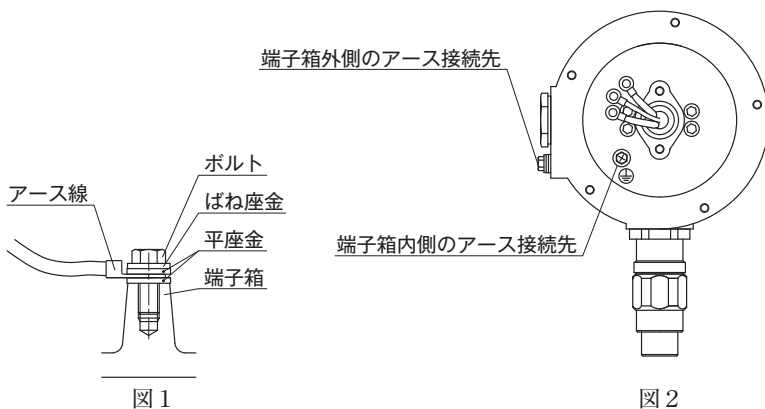 端子箱外側のアース接続先
ボルト
アース線
ばね座金
平座金
端子箱内側のアース接続先
端子箱
図1
図2